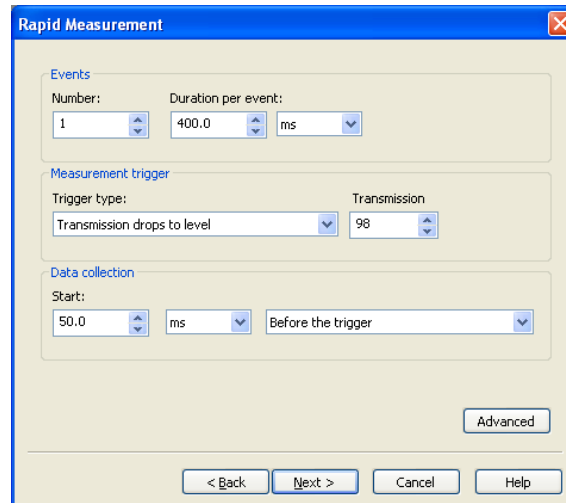 Rapid Measurement
Events
Number: Duration per event:
1 400.0 ms
Measurement trigger
Trigger type: Transmission
Transmission drops to level 98
Data collection
Start:
50.0 ms Before the trigger
Advanced
< Back Next > Cancel Help